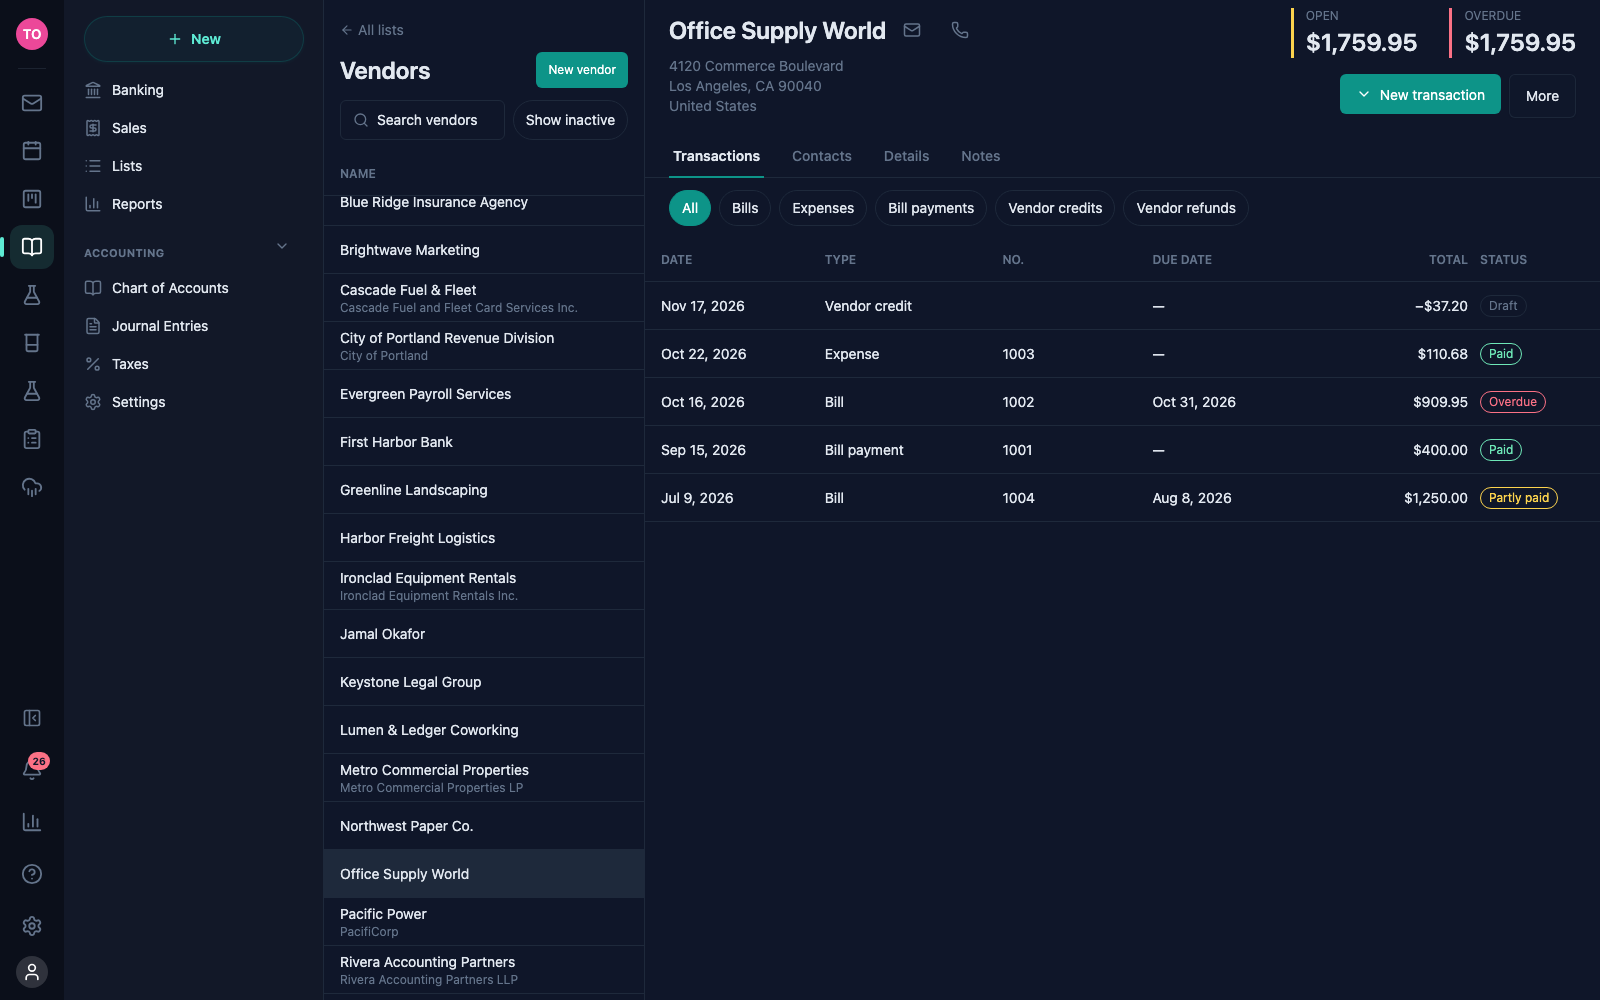 TO
26
New
Banking
Sales
Lists
Reports
ACCOUNTING
Chart of Accounts
Journal Entries
Taxes
Settings
All lists
Vendors
New vendor
Search vendors
Show inactive
NAME
Blue Ridge Insurance Agency
Brightwave Marketing
Cascade Fuel & Fleet
Cascade Fuel and Fleet Card Services Inc.
City of Portland Revenue Division
City of Portland
Evergreen Payroll Services
First Harbor Bank
Greenline Landscaping
Harbor Freight Logistics
Ironclad Equipment Rentals
Ironclad Equipment Rentals Inc.
Jamal Okafor
Keystone Legal Group
Lumen & Ledger Coworking
Metro Commercial Properties
Metro Commercial Properties LP
Northwest Paper Co.
Office Supply World
Pacific Power
PacifiCorp
Rivera Accounting Partners
Rivera Accounting Partners LLP
Office Supply World
4120 Commerce Boulevard
Los Angeles, CA 90040
United States
OPEN
$1,759.95
OVERDUE
$1,759.95
New transaction
More
Transactions Contacts Details Notes
All Bills Expenses Bill payments Vendor credits Vendor refunds
DATE TYPE NO. DUE DATE TOTAL STATUS
Nov 17, 2026 Vendor credit — −$37.20 Draft
Oct 22, 2026 Expense 1003 — $110.68 Paid
Oct 16, 2026 Bill 1002 Oct 31, 2026 $909.95 Overdue
Sep 15, 2026 Bill payment 1001 — $400.00 Paid
Jul 9, 2026 Bill 1004 Aug 8, 2026 $1,250.00 Partly paid